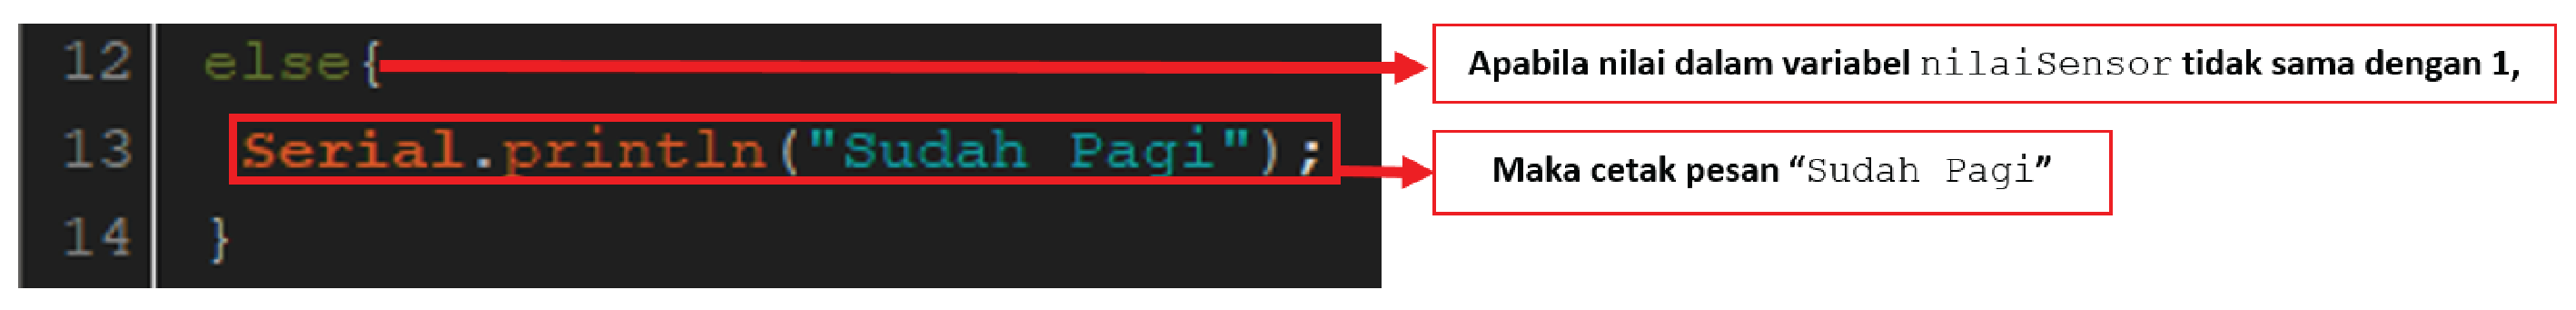 12 else{
Apabila nilai dalam variabel nilaiSensor tidak sama dengan 1,
13 Serial.println("Sudah Pagi");
Maka cetak pesan “Sudah Pagi”
14 }